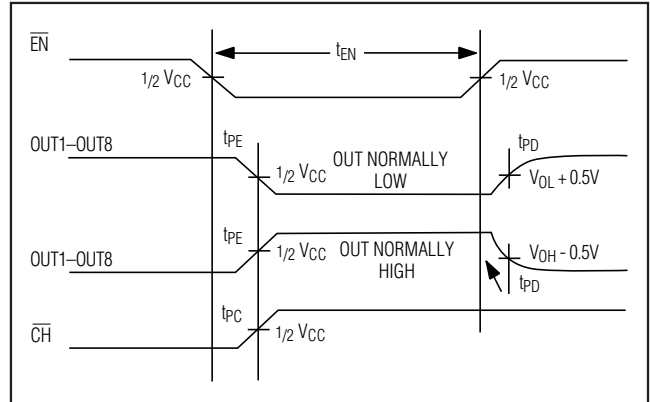 EN
tEN
1/2 VCC
1/2 VCC
OUT1–OUT8
tPE
1/2 VCC
OUT NORMALLY
LOW
tPD
VOL + 0.5V
OUT1–OUT8
tPE
1/2 VCC
OUT NORMALLY
HIGH
VOH - 0.5V
tPD
CH
tPC
1/2 VCC